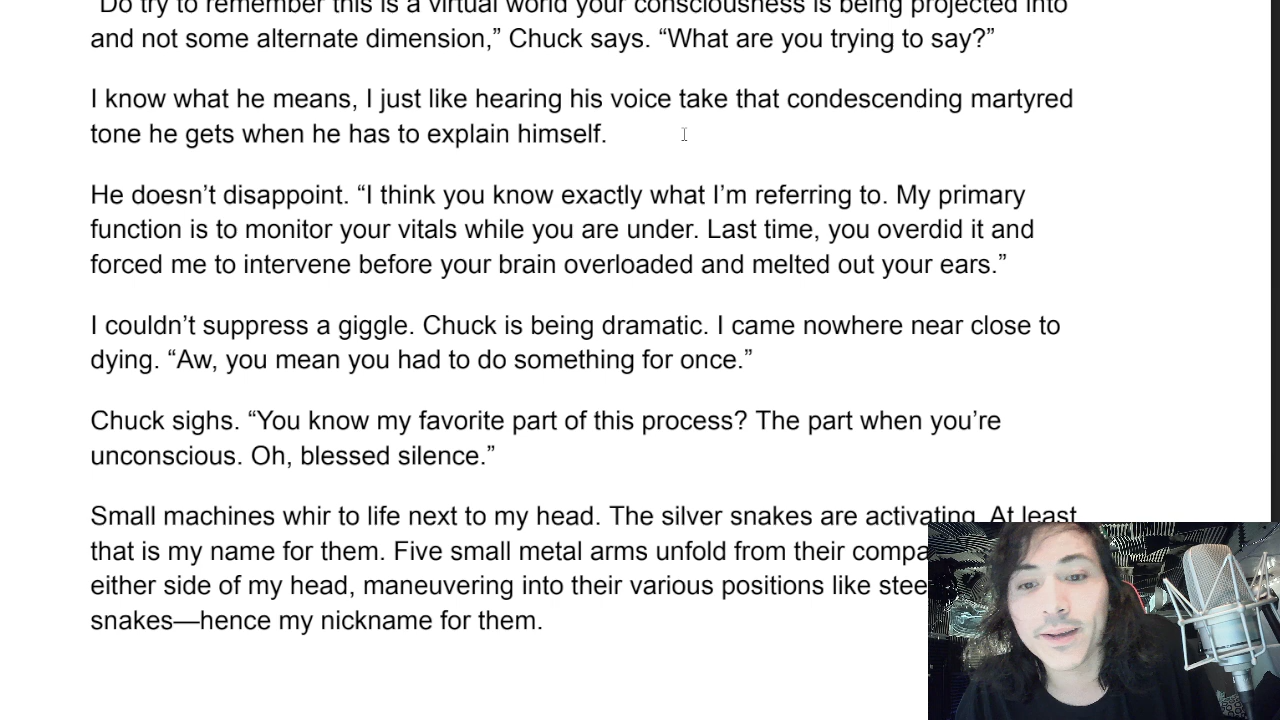 “Do try to remember this is a virtual world your consciousness is being projected into
and not some alternate dimension,” Chuck says. “What are you trying to say?”
I know what he means, I just like hearing his voice take that condescending martyred
tone he gets when he has to explain himself.
He doesn’t disappoint. “I think you know exactly what I’m referring to. My primary
function is to monitor your vitals while you are under. Last time, you overdid it and
forced me to intervene before your brain overloaded and melted out your ears.”
I couldn’t suppress a giggle. Chuck is being dramatic. I came nowhere near close to
dying. “Aw, you mean you had to do something for once.”
Chuck sighs. “You know my favorite part of this process? The part when you’re
unconscious. Oh, blessed silence.”
Small machines whir to life next to my head. The silver snakes are activating. At least
that is my name for them. Five small metal arms unfold from their
either side of my head, maneuvering into their various positions like
snakes—hence my nickname for them.